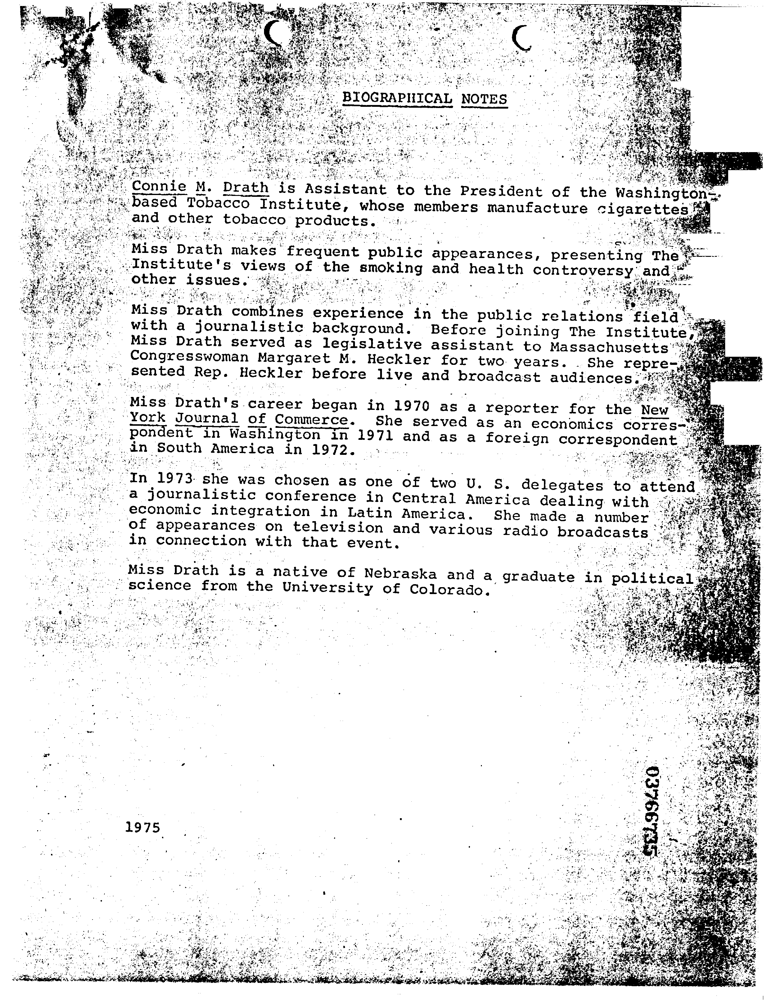 BIOGRAPHICAL NOTES
Connie M. Drath is Assistant to the President of the Washington-
based Tobacco Institute, whose members manufacture cigarettes
and other tobacco products.
Miss Drath makes frequent public appearances, presenting The
Institute's views of the smoking and health controversy and
other issues.
Miss Drath combines experience in the public relations field
with a journalistic background. Before joining The Institute,
Miss Drath served as legislative assistant to Massachusetts
Congresswoman Margaret M. Heckler for two years. She repre-
sented Rep. Heckler before live and broadcast audiences.
Miss Drath's career began in 1970 as a reporter for the New
York Journal of Commerce. She served as an economics corres-
pondent in Washington in 1971 and as a foreign correspondent
in South America in 1972.
In 1973 she was chosen as one of two U. S. delegates to attend
a journalistic conference in Central America dealing with
economic integration in Latin America. She made a number
of appearances on television and various radio broadcasts
in connection with that event.
Miss Drath is a native of Nebraska and a graduate in political
science from the University of Colorado.
1975
03766735